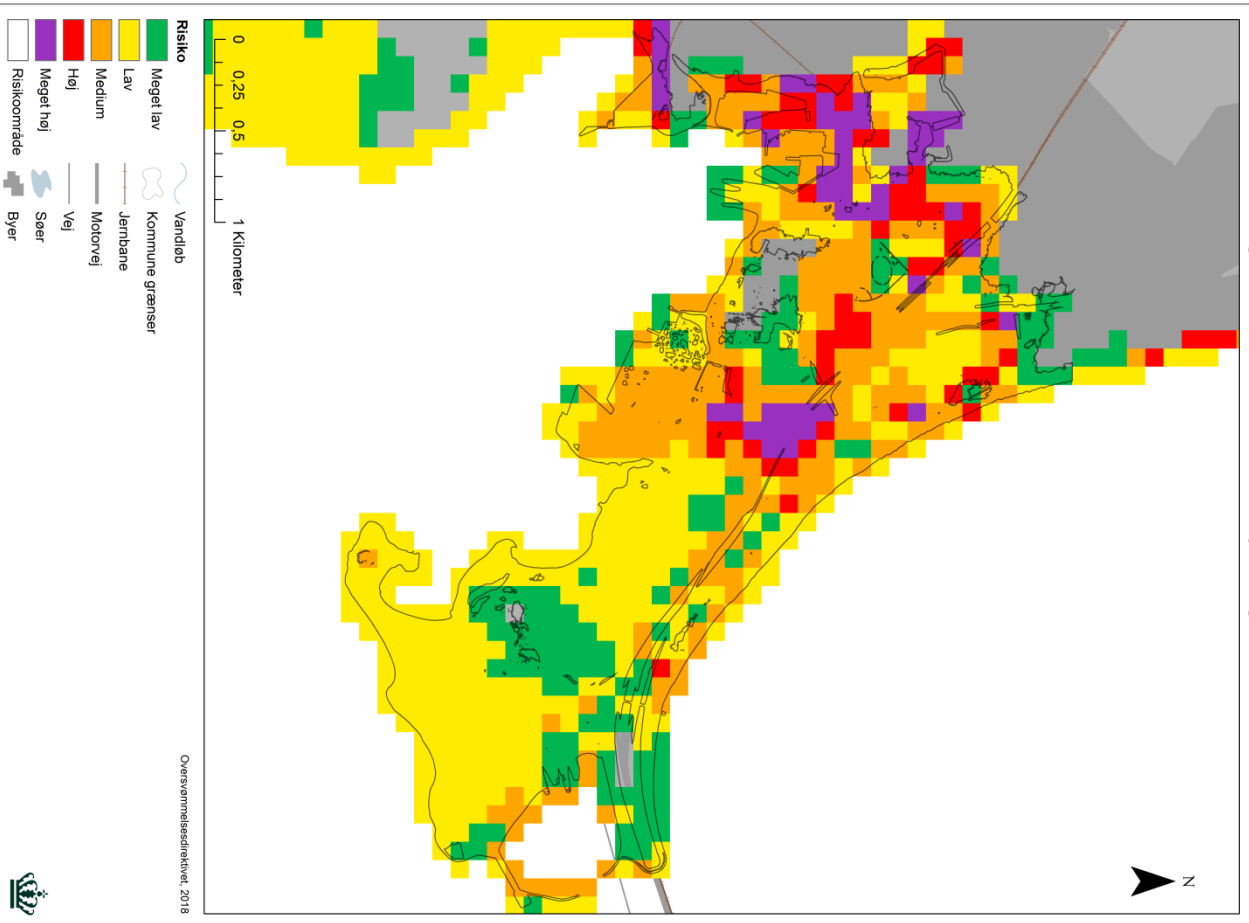 Risiko
Meget lav
Lav
Medium
Høj
Meget høj
Risikoområde
Vandløb
Kommune grænser
Jernbane
Motorvej
Vej
Søer
Byer
0 0,25 0,5 1 Kilometer
N
Oversvømmelsesdirektivet, 2018